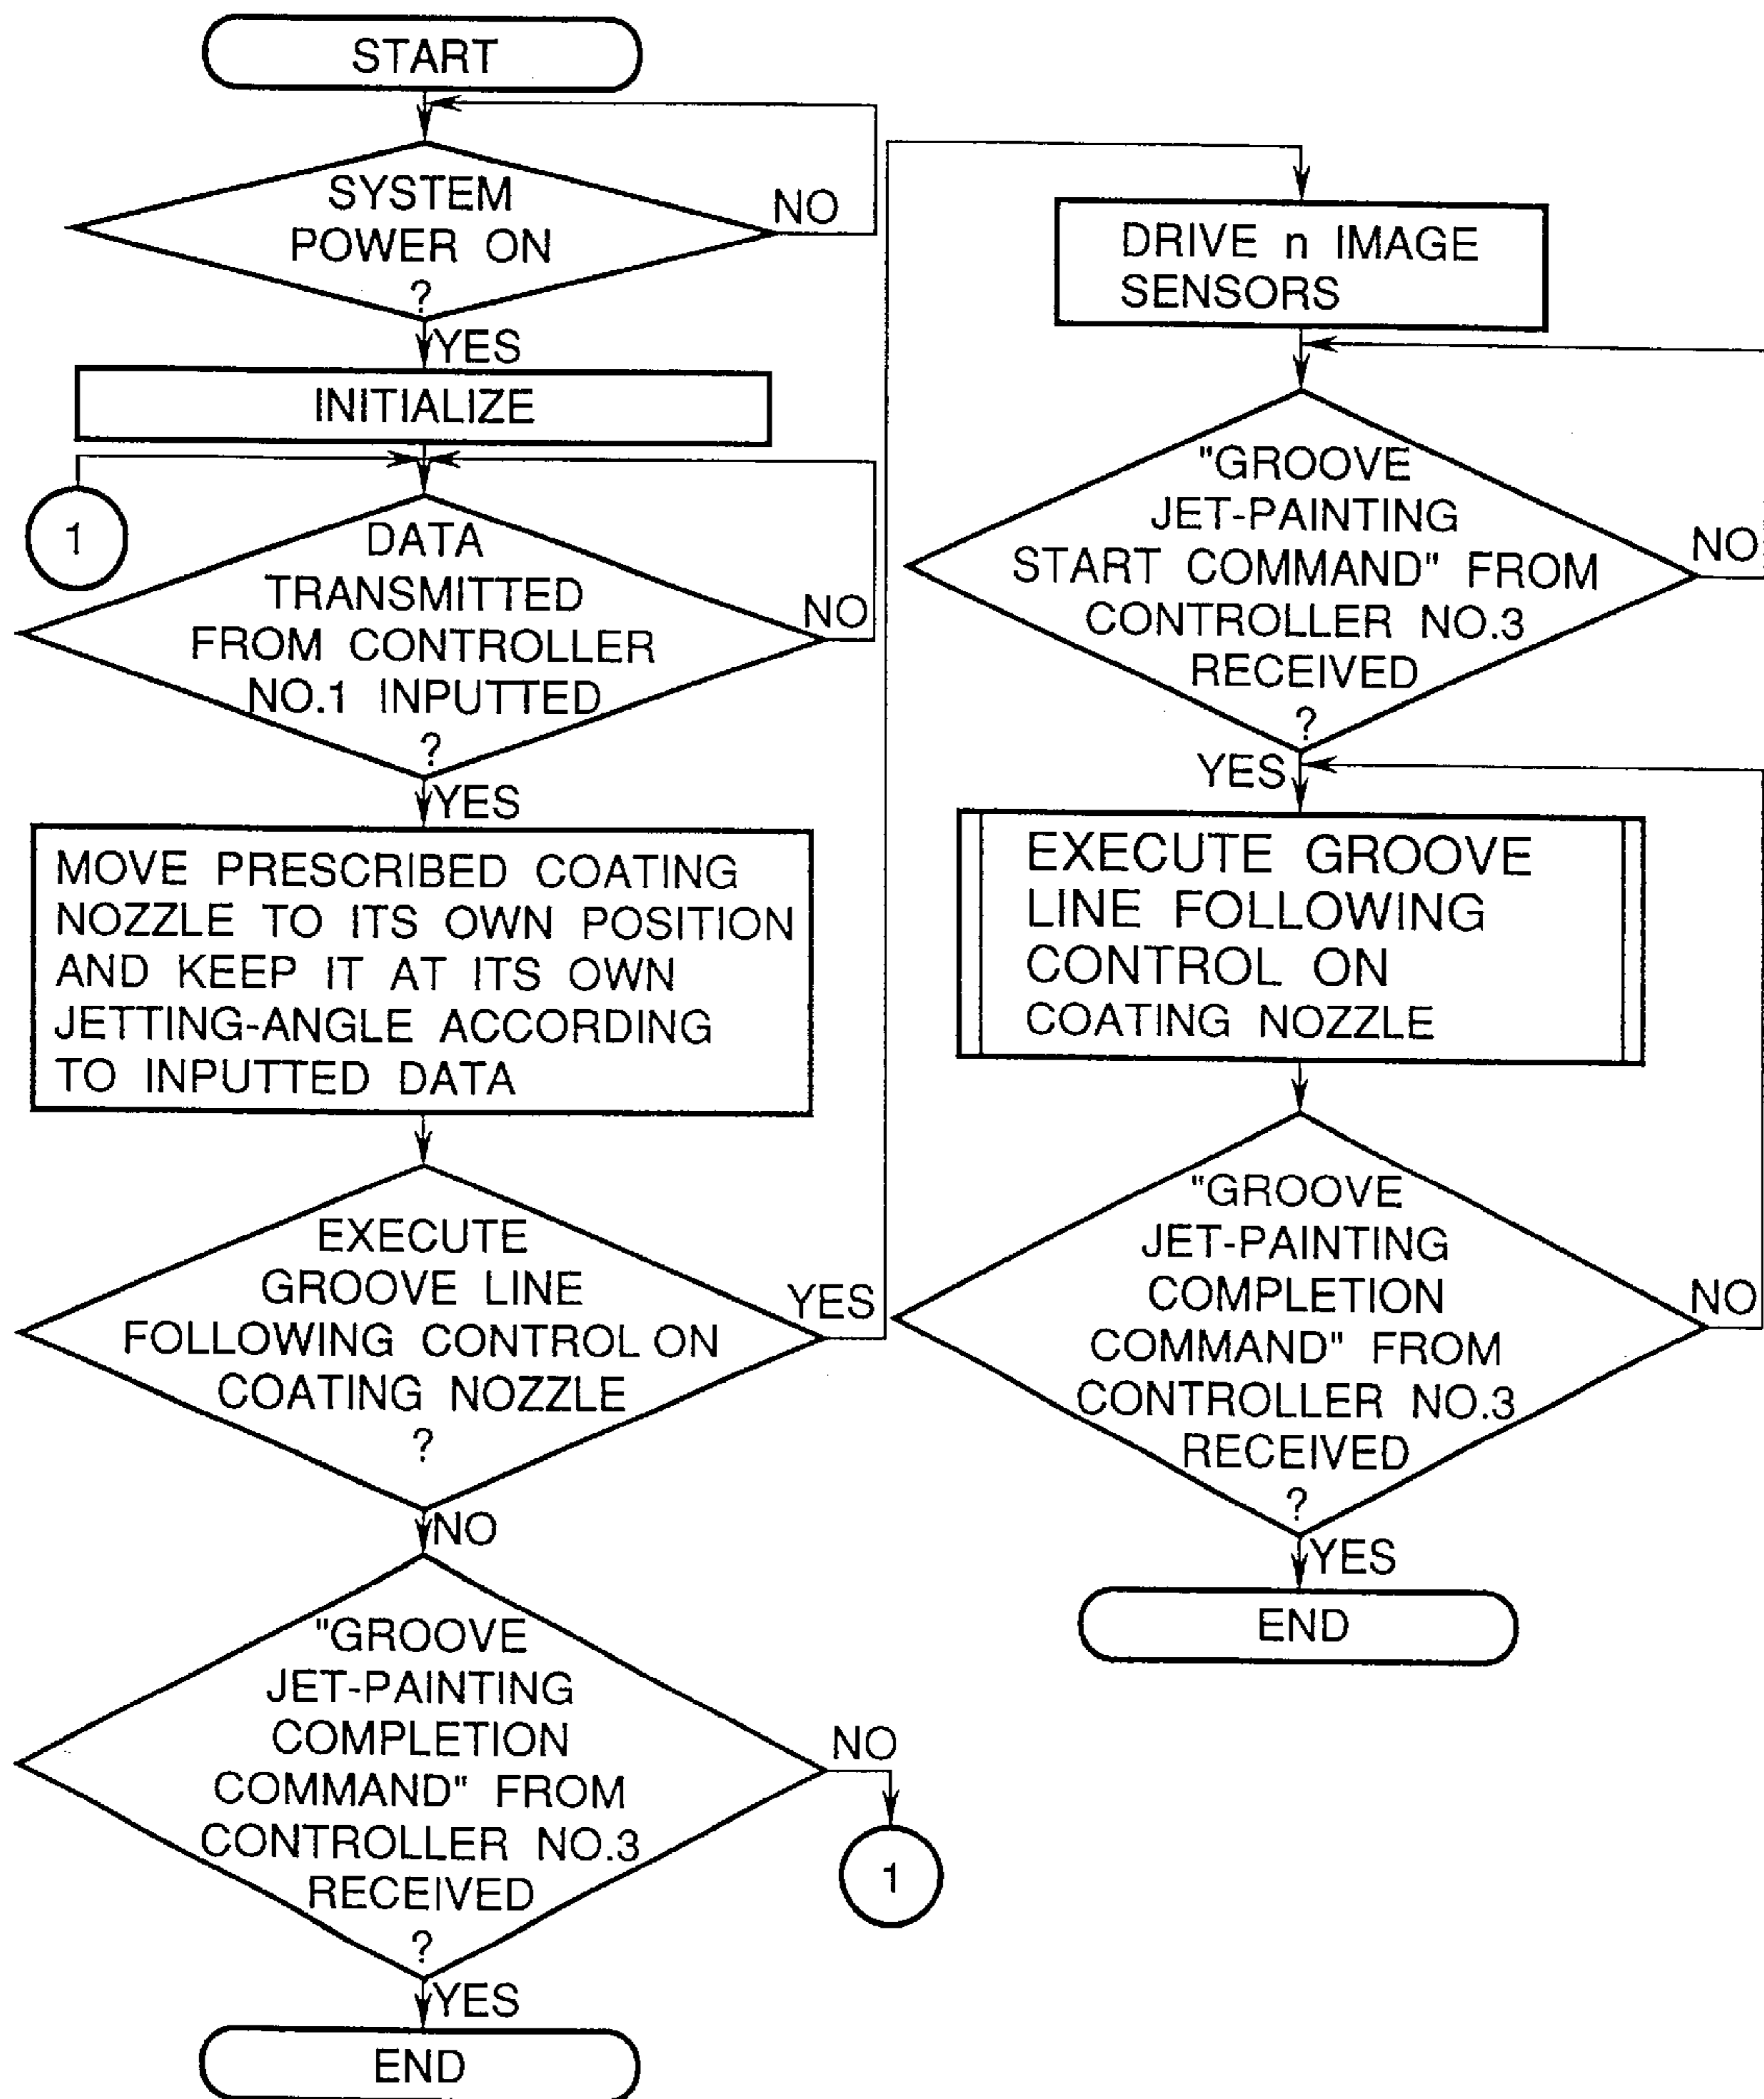 START
SYSTEM
POWER ON
?
NO
YES
INITIALIZE
1
DATA
TRANSMITTED
FROM CONTROLLER
NO.1 INPUTTED
?
NO
YES
MOVE PRESCRIBED COATING
NOZZLE TO ITS OWN POSITION
AND KEEP IT AT ITS OWN
JETTING-ANGLE ACCORDING
TO INPUTTED DATA
EXECUTE
GROOVE LINE
FOLLOWING CONTROL ON
COATING NOZZLE
?
YES
NO
"GROOVE
JET-PAINTING
COMPLETION
COMMAND" FROM
CONTROLLER NO.3
RECEIVED
?
NO
1
YES
END
DRIVE n IMAGE
SENSORS
"GROOVE
JET-PAINTING
START COMMAND" FROM
CONTROLLER NO.3
RECEIVED
?
NO
YES
EXECUTE GROOVE
LINE FOLLOWING
CONTROL ON
COATING NOZZLE
"GROOVE
JET-PAINTING
COMPLETION
COMMAND" FROM
CONTROLLER NO.3
RECEIVED
?
NO
YES
END